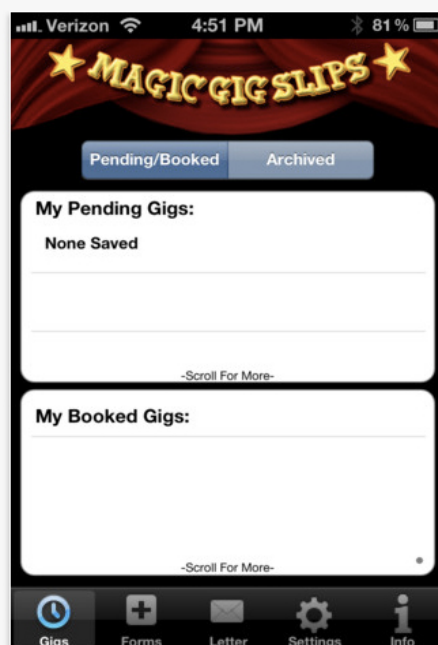 Verizon 4:51 PM 81%
MAGIC GIG SLIPS
Pending/Booked Archived
My Pending Gigs:
None Saved
-Scroll For More-
My Booked Gigs:
-Scroll For More-
Gigs Forms Letter Settings Info